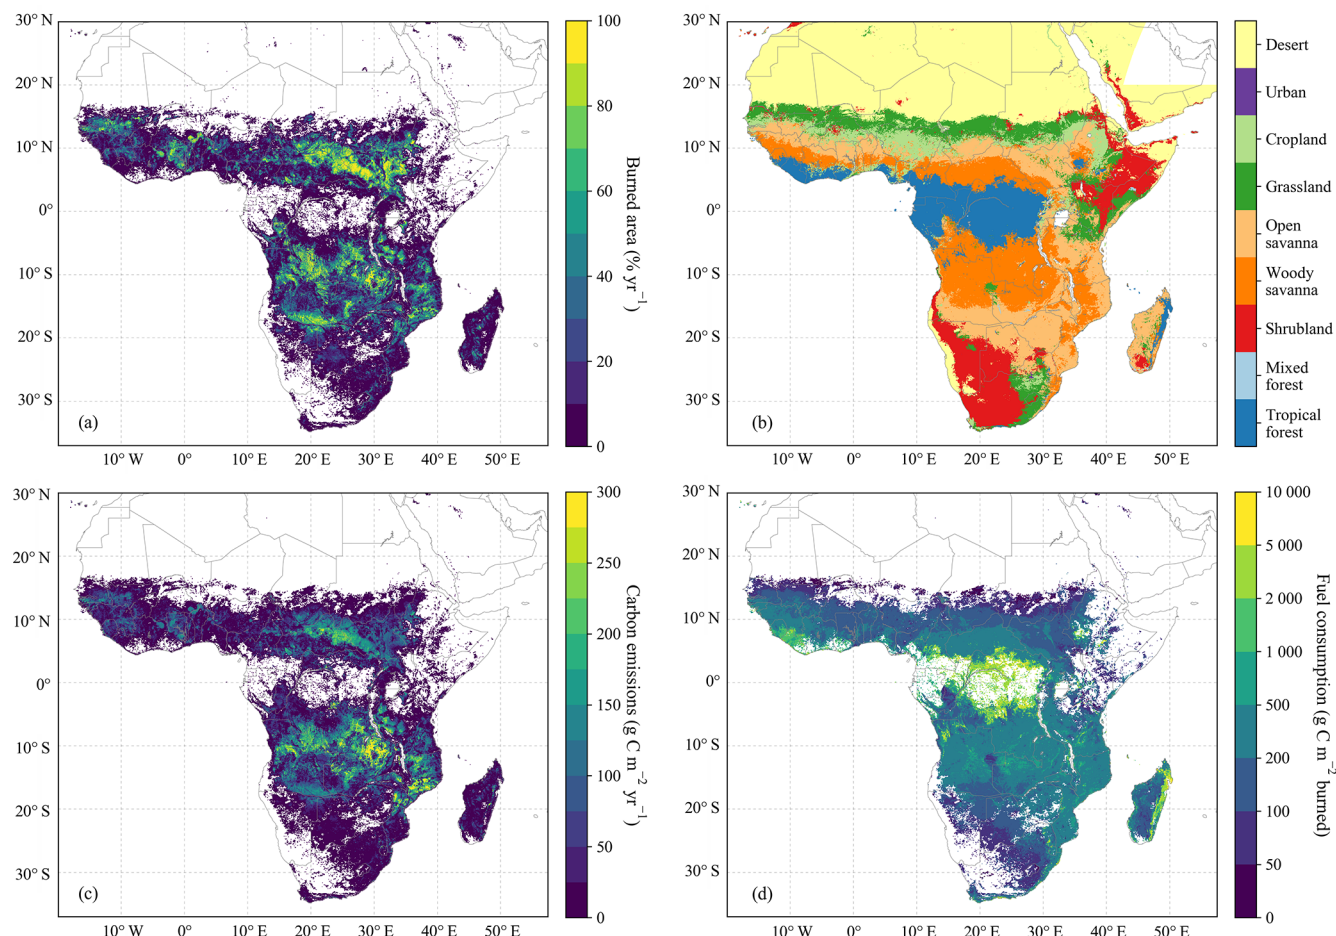 30° N
20° N
10° N
0°
10° S
20° S
30° S
(a)
10° W
0°
10° E
20° E
30° E
40° E
50° E
100
80
60
40
20
0
Burned area (% yr⁻¹)
30° N
20° N
10° N
0°
10° S
20° S
30° S
(b)
10° W
0°
10° E
20° E
30° E
40° E
50° E
Desert
Urban
Cropland
Grassland
Open
savanna
Woody
savanna
Shrubland
Mixed
forest
Tropical
forest
30° N
20° N
10° N
0°
10° S
20° S
30° S
(c)
10° W
0°
10° E
20° E
30° E
40° E
50° E
300
250
200
150
100
50
0
Carbon emissions (g C m⁻² yr⁻¹)
30° N
20° N
10° N
0°
10° S
20° S
30° S
(d)
10° W
0°
10° E
20° E
30° E
40° E
50° E
10 000
5 000
2 000
1 000
500
200
100
50
0
Fuel consumption (g C m⁻² burned)